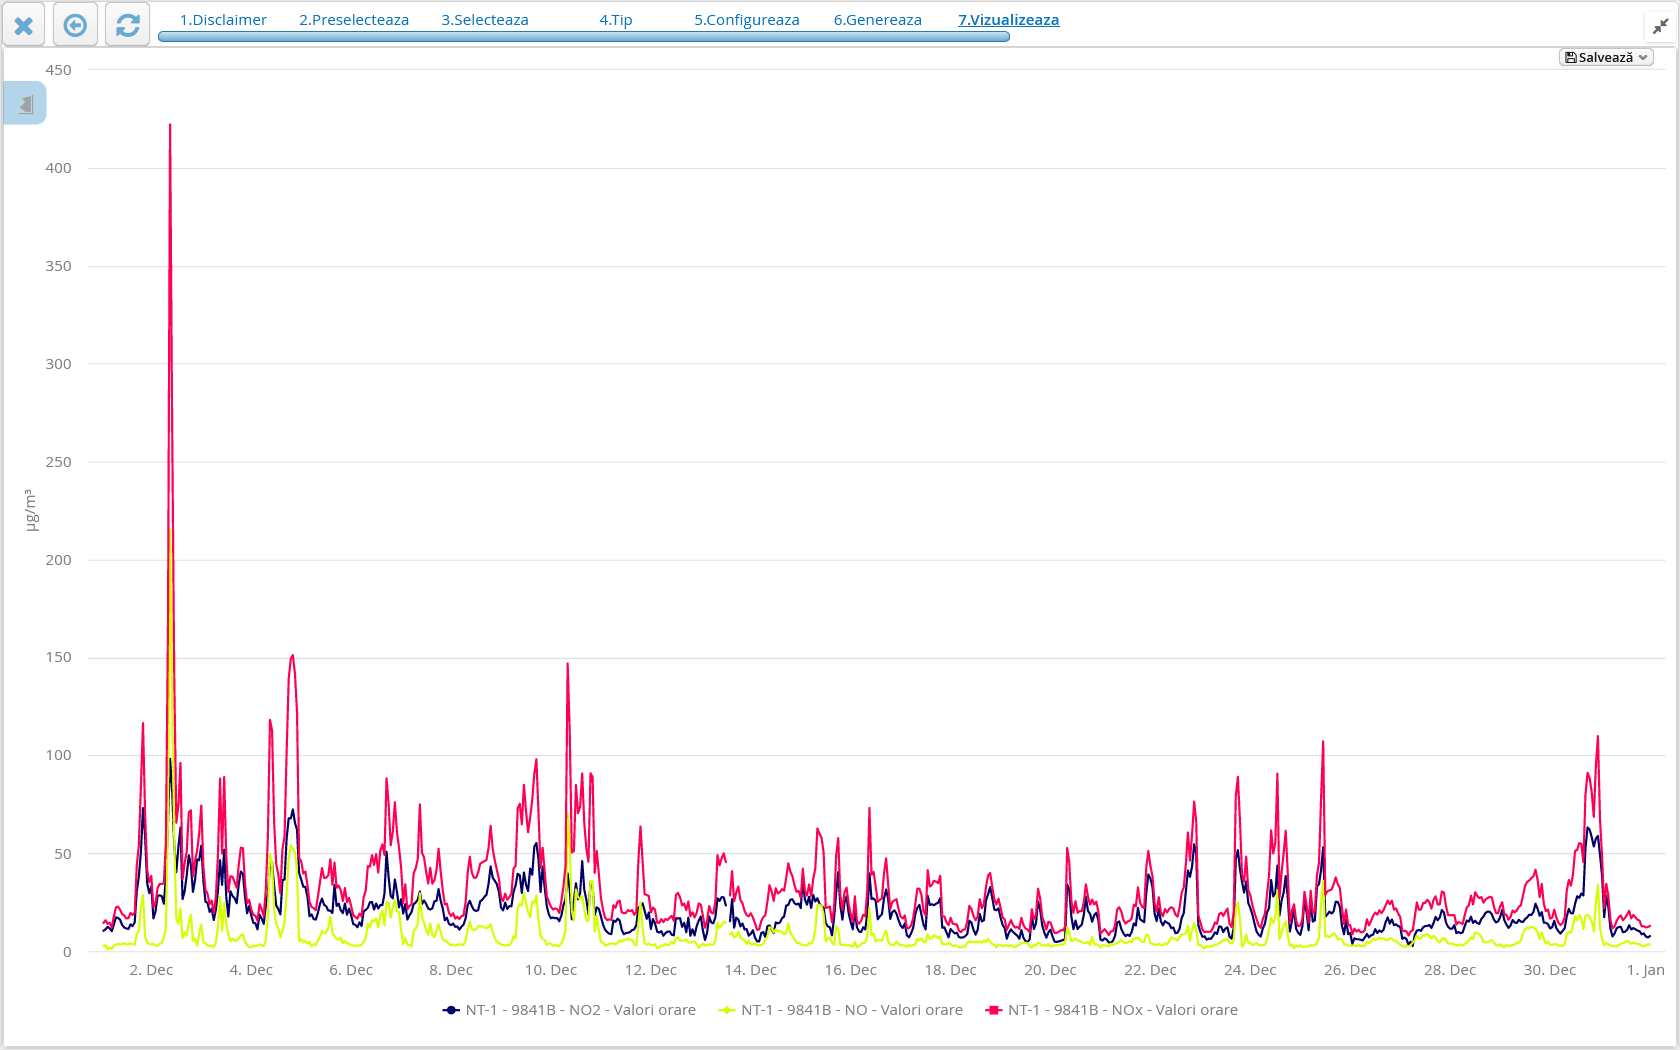 1.Disclaimer 2.Preselecteaza 3.Selecteaza 4.Tip 5.Configureaza 6.Genereaza 7.Vizualizeaza
Salvează
450
400
350
300
250
200
150
100
50
0
µg/m³
2. Dec 4. Dec 6. Dec 8. Dec 10. Dec 12. Dec 14. Dec 16. Dec 18. Dec 20. Dec 22. Dec 24. Dec 26. Dec 28. Dec 30. Dec 1. Jan
NT-1 - 9841B - NO2 - Valori orare NT-1 - 9841B - NO - Valori orare NT-1 - 9841B - NOx - Valori orare